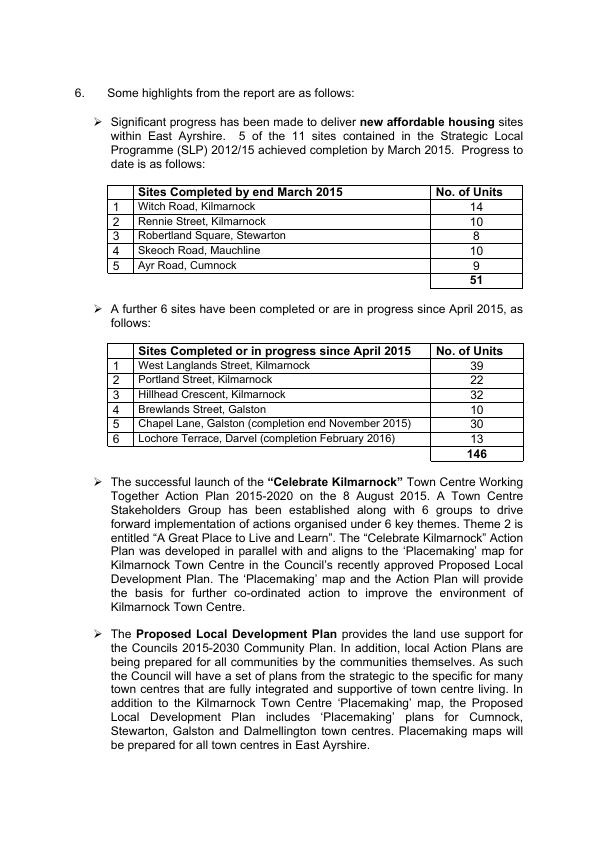 6. Some highlights from the report are as follows:
➢ Significant progress has been made to deliver new affordable housing sites
within East Ayrshire. 5 of the 11 sites contained in the Strategic Local
Programme (SLP) 2012/15 achieved completion by March 2015. Progress to
date is as follows:
Sites Completed by end March 2015 No. of Units
1 Witch Road, Kilmarnock 14
2 Rennie Street, Kilmarnock 10
3 Robertland Square, Stewarton 8
4 Skeoch Road, Mauchline 10
5 Ayr Road, Cumnock 9
51
➢ A further 6 sites have been completed or are in progress since April 2015, as
follows:
Sites Completed or in progress since April 2015 No. of Units
1 West Langlands Street, Kilmarnock 39
2 Portland Street, Kilmarnock 22
3 Hillhead Crescent, Kilmarnock 32
4 Brewlands Street, Galston 10
5 Chapel Lane, Galston (completion end November 2015) 30
6 Lochore Terrace, Darvel (completion February 2016) 13
146
➢ The successful launch of the “Celebrate Kilmarnock” Town Centre Working
Together Action Plan 2015-2020 on the 8 August 2015. A Town Centre
Stakeholders Group has been established along with 6 groups to drive
forward implementation of actions organised under 6 key themes. Theme 2 is
entitled “A Great Place to Live and Learn”. The “Celebrate Kilmarnock” Action
Plan was developed in parallel with and aligns to the ‘Placemaking’ map for
Kilmarnock Town Centre in the Council’s recently approved Proposed Local
Development Plan. The ‘Placemaking’ map and the Action Plan will provide
the basis for further co-ordinated action to improve the environment of
Kilmarnock Town Centre.
➢ The Proposed Local Development Plan provides the land use support for
the Councils 2015-2030 Community Plan. In addition, local Action Plans are
being prepared for all communities by the communities themselves. As such
the Council will have a set of plans from the strategic to the specific for many
town centres that are fully integrated and supportive of town centre living. In
addition to the Kilmarnock Town Centre ‘Placemaking’ map, the Proposed
Local Development Plan includes ‘Placemaking’ plans for Cumnock,
Stewarton, Galston and Dalmellington town centres. Placemaking maps will
be prepared for all town centres in East Ayrshire.